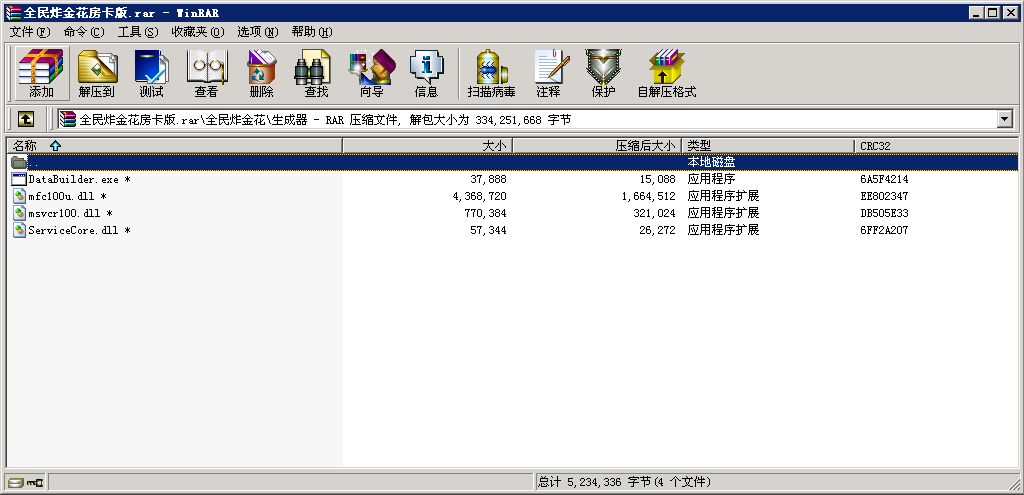 全民炸金花房卡版.rar - WinRAR
文件(F) 命令(C) 工具(S) 收藏夹(O) 选项(N) 帮助(H)
添加 解压到 测试 查看 删除 查找 向导 信息 扫描病毒 注释 保护 自解压格式
全民炸金花房卡版.rar\全民炸金花\生成器 - RAR 压缩文件, 解包大小为 334,251,668 字节
名称 大小 压缩后大小 类型 CRC32
.. 本地磁盘
DataBuilder.exe * 37,888 15,088 应用程序 6A5F4214
mfc100u.dll * 4,368,720 1,664,512 应用程序扩展 EE802347
msvcr100.dll * 770,384 321,024 应用程序扩展 DB505E33
ServiceCore.dll * 57,344 26,272 应用程序扩展 6FF2A207
总计 5,234,336 字节(4 个文件)